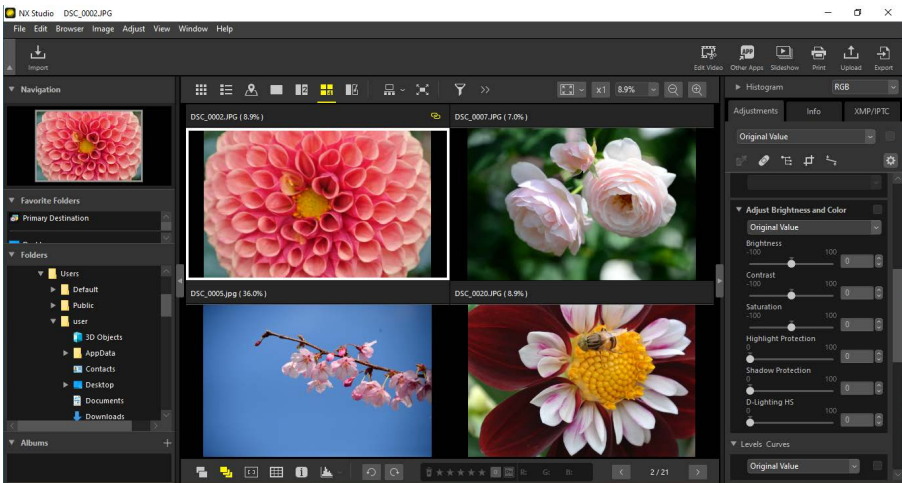 NX Studio DSC_0002.JPG
File Edit Browser Image Adjust View Window Help
Import
Edit Video Other Apps Slideshow Print Upload Export
Navigation
Favorite Folders
Primary Destination
Folders
Users
Default
Public
user
3D Objects
AppData
Contacts
Desktop
Documents
Downloads
Albums
x1 8.9%
DSC_0002.JPG ( 8.9% )
DSC_0007.JPG ( 7.0% )
DSC_0005.jpg ( 36.0% )
DSC_0020.JPG ( 8.9% )
R: G: B:
2 / 21
Histogram RGB
Adjustments Info XMP/IPTC
Original Value
Adjust Brightness and Color
Original Value
Brightness
-100 100 0
Contrast
-100 100 0
Saturation
-100 100 0
Highlight Protection
0 100 0
Shadow Protection
0 100 0
D-Lighting HS
0 100 0
Levels Curves
Original Value